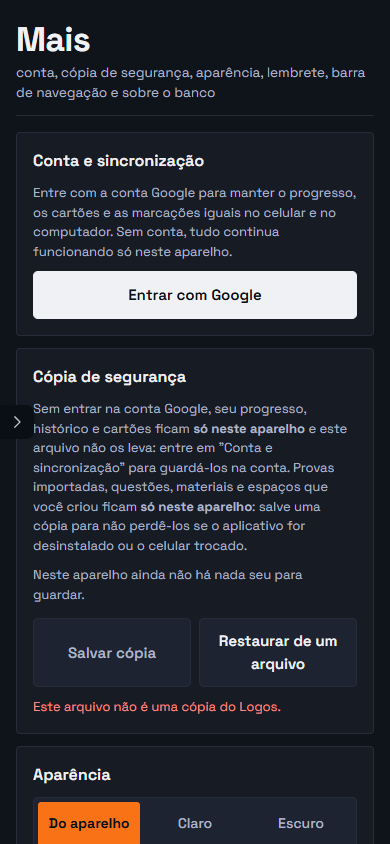 Mais
conta, cópia de segurança, aparência, lembrete, barra
de navegação e sobre o banco
Conta e sincronização
Entre com a conta Google para manter o progresso,
os cartões e as marcações iguais no celular e no
computador. Sem conta, tudo continua
funcionando só neste aparelho.
Entrar com Google
Cópia de segurança
Sem entrar na conta Google, seu progresso,
histórico e cartões ficam só neste aparelho e este
arquivo não os leva: entre em "Conta e
sincronização" para guardá-los na conta. Provas
importadas, questões, materiais e espaços que
você criou ficam só neste aparelho: salve uma
cópia para não perdê-los se o aplicativo for
desinstalado ou o celular trocado.
Neste aparelho ainda não há nada seu para
guardar.
Salvar cópia
Restaurar de um
arquivo
Este arquivo não é uma cópia do Logos.
Aparência
Do aparelho
Claro
Escuro